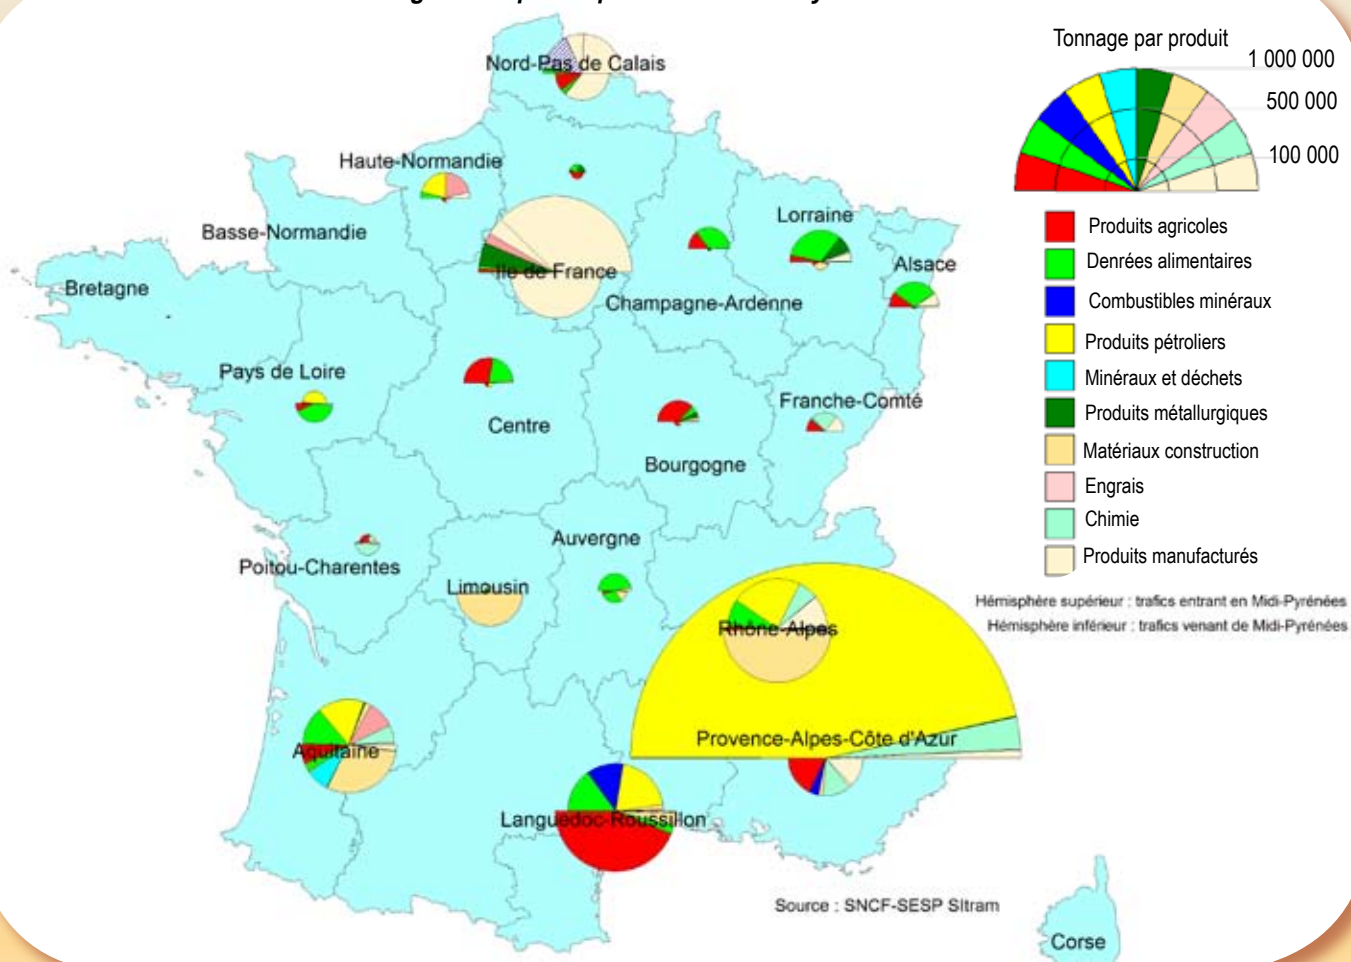 Nord-Pas de Calais
Haute-Normandie
Basse-Normandie
Bretagne
Ile de France
Lorraine
Alsace
Champagne-Ardenne
Pays de Loire
Centre
Franche-Comté
Bourgogne
Poitou-Charentes
Limousin
Auvergne
Rhône-Alpes
Provence-Alpes-Côte d'Azur
Aquitaine
Languedoc-Roussillon
Corse
Tonnage par produit
1 000 000
500 000
100 000
Produits agricoles
Denrées alimentaires
Combustibles minéraux
Produits pétroliers
Minéraux et déchets
Produits métallurgiques
Matériaux construction
Engrais
Chimie
Produits manufacturés
Hémisphère supérieur : trafics entrant en Midi-Pyrénées
Hémisphère inférieur : trafics venant de Midi-Pyrénées
Source : SNCF-SESP SItram